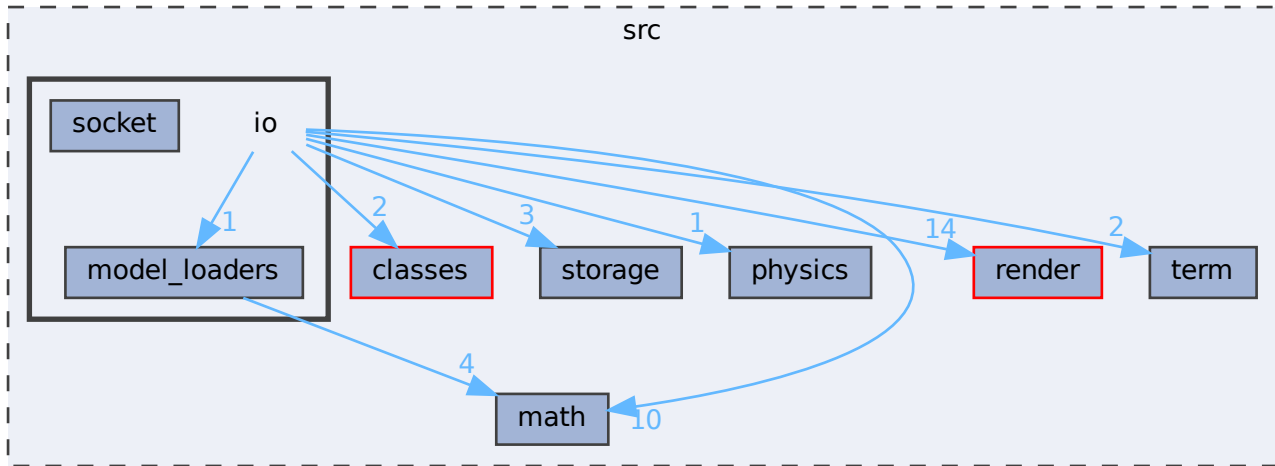 src
socket
io
1
2
3
1
14
2
model_loaders
classes
storage
physics
render
term
4
math
10